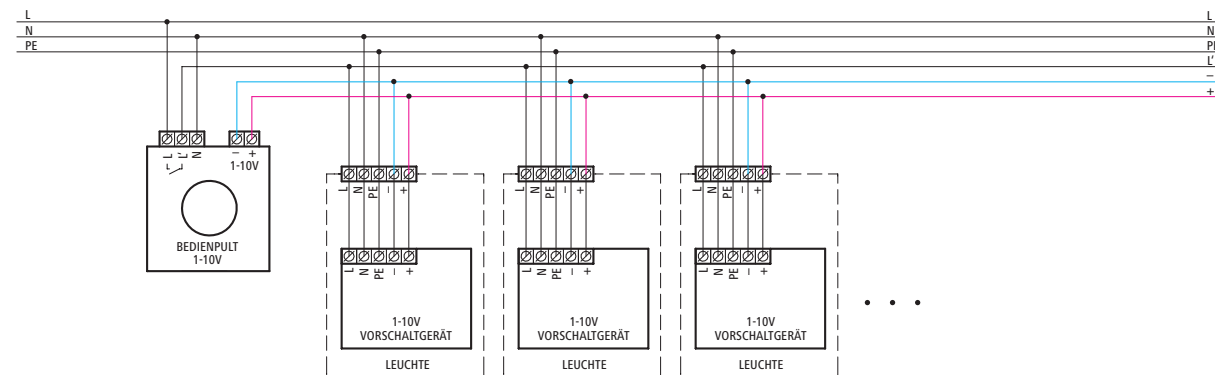 L L
N N
PE PE
L'
–
+
L L' N – +
1-10V
BEDIENPULT
1-10V
L N PE – +
L N PE – +
L N PE – +
L N PE – +
L N PE – +
L N PE – +
1-10V
VORSCHALTGERÄT
1-10V
VORSCHALTGERÄT
1-10V
VORSCHALTGERÄT
LEUCHTE
LEUCHTE
LEUCHTE